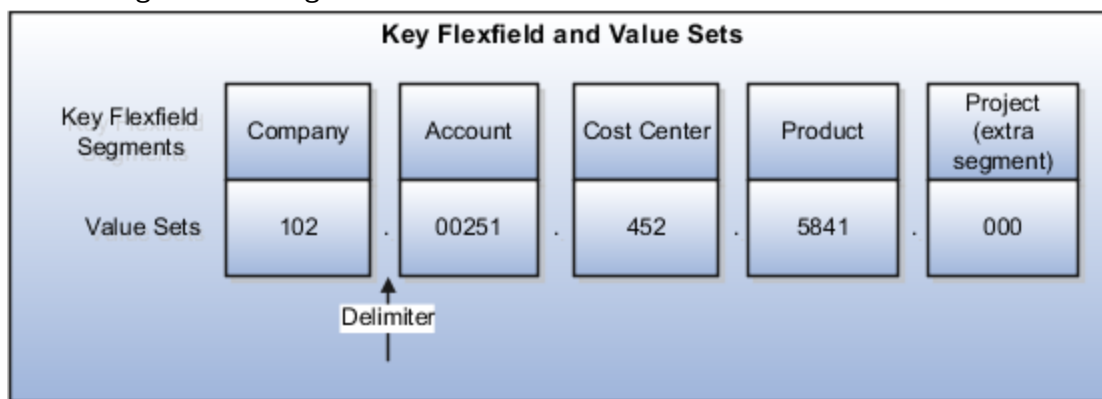 Key Flexfield and Value Sets
Key Flexfield
Segments
Company
Account
Cost Center
Product
Project
(extra
segment)
Value Sets
102 . 00251 . 452 . 5841 . 000
Delimiter